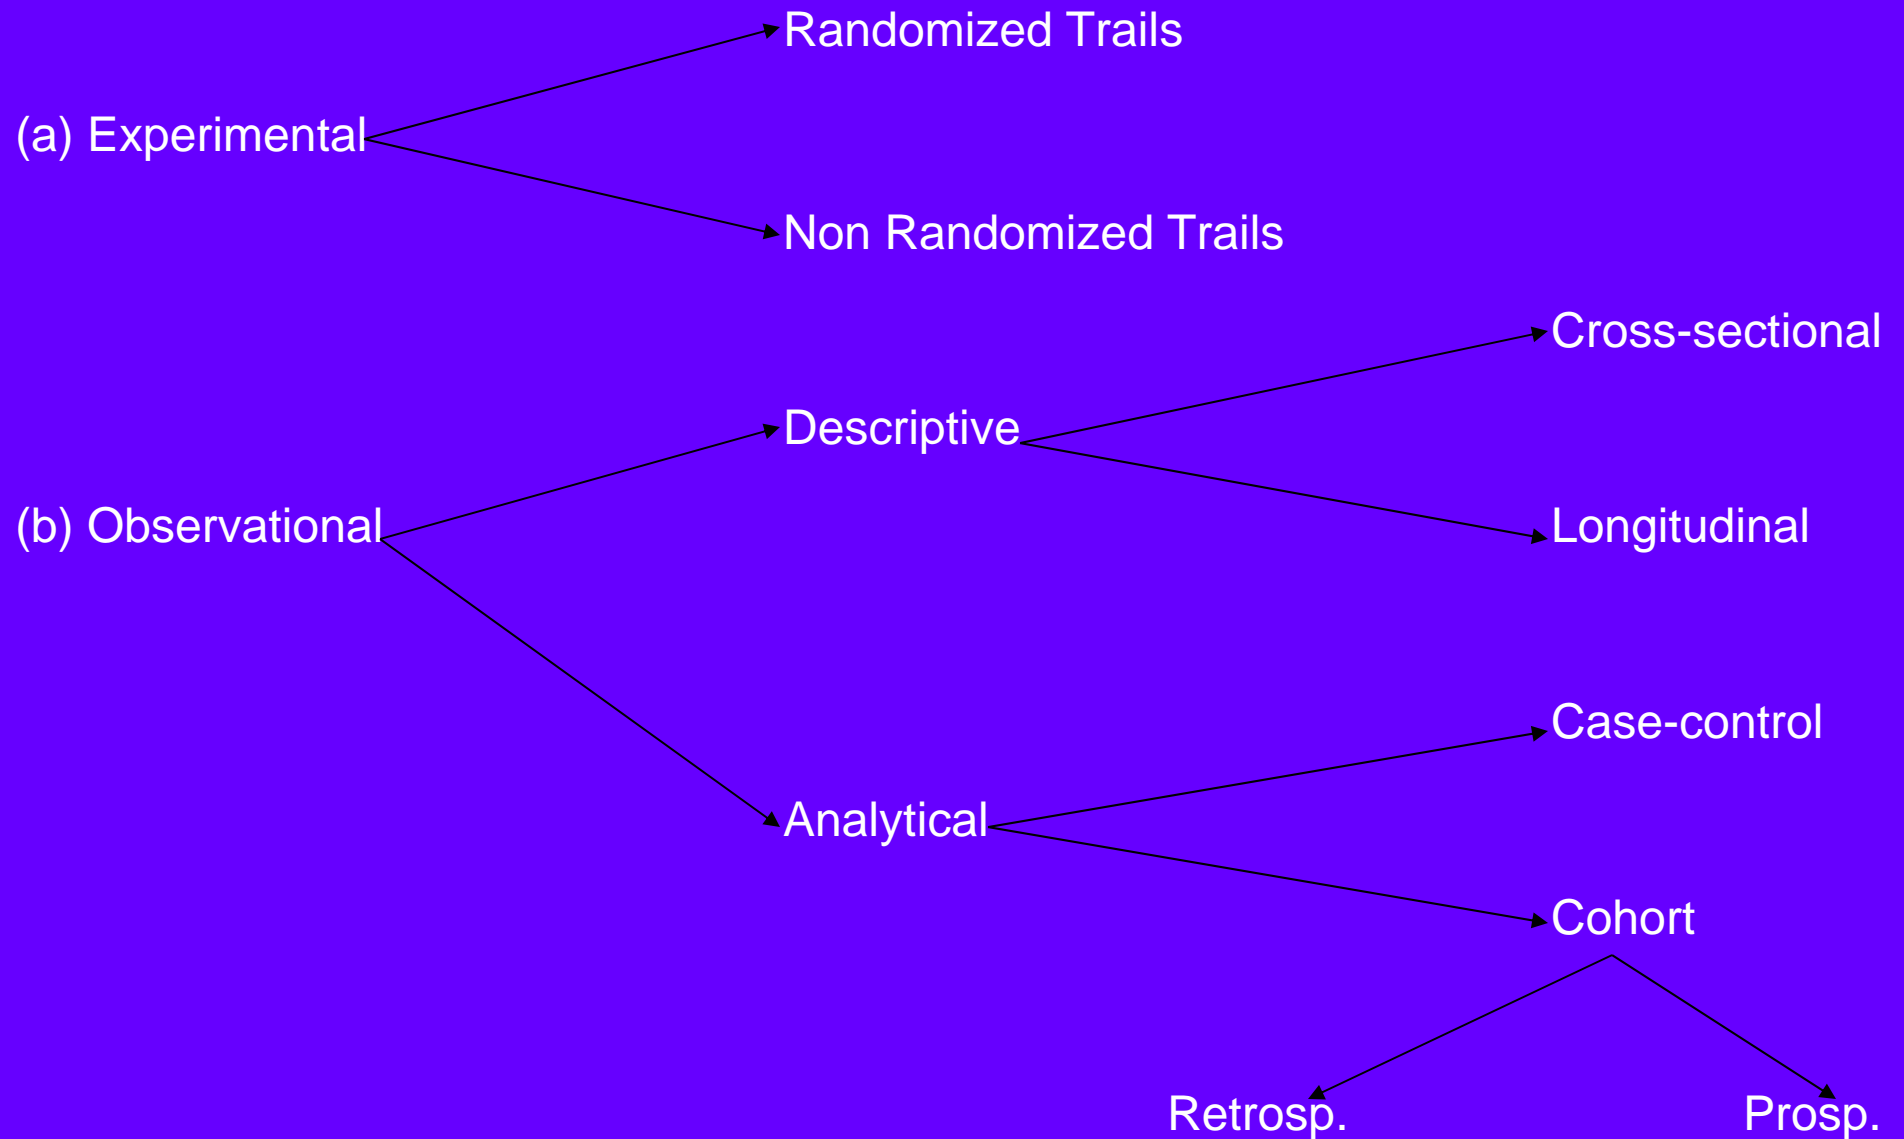 Randomized Trails
(a) Experimental
Non Randomized Trails
Cross-sectional
Descriptive
(b) Observational
Longitudinal
Case-control
Analytical
Cohort
Retrosp.
Prosp.